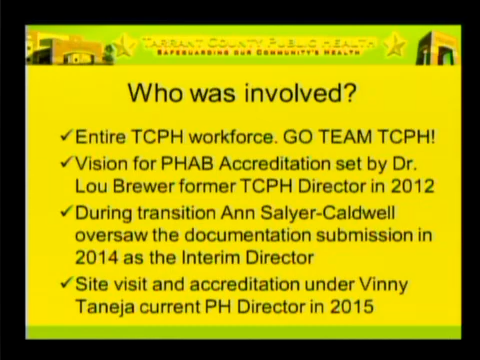 TARRANT COUNTY PUBLIC HEALTH
SAFEGUARDING OUR COMMUNITY'S HEALTH
Who was involved?
✓Entire TCPH workforce. GO TEAM TCPH!
✓Vision for PHAB Accreditation set by Dr.
Lou Brewer former TCPH Director in 2012
✓During transition Ann Salyer-Caldwell
oversaw the documentation submission in
2014 as the Interim Director
✓Site visit and accreditation under Vinny
Taneja current PH Director in 2015